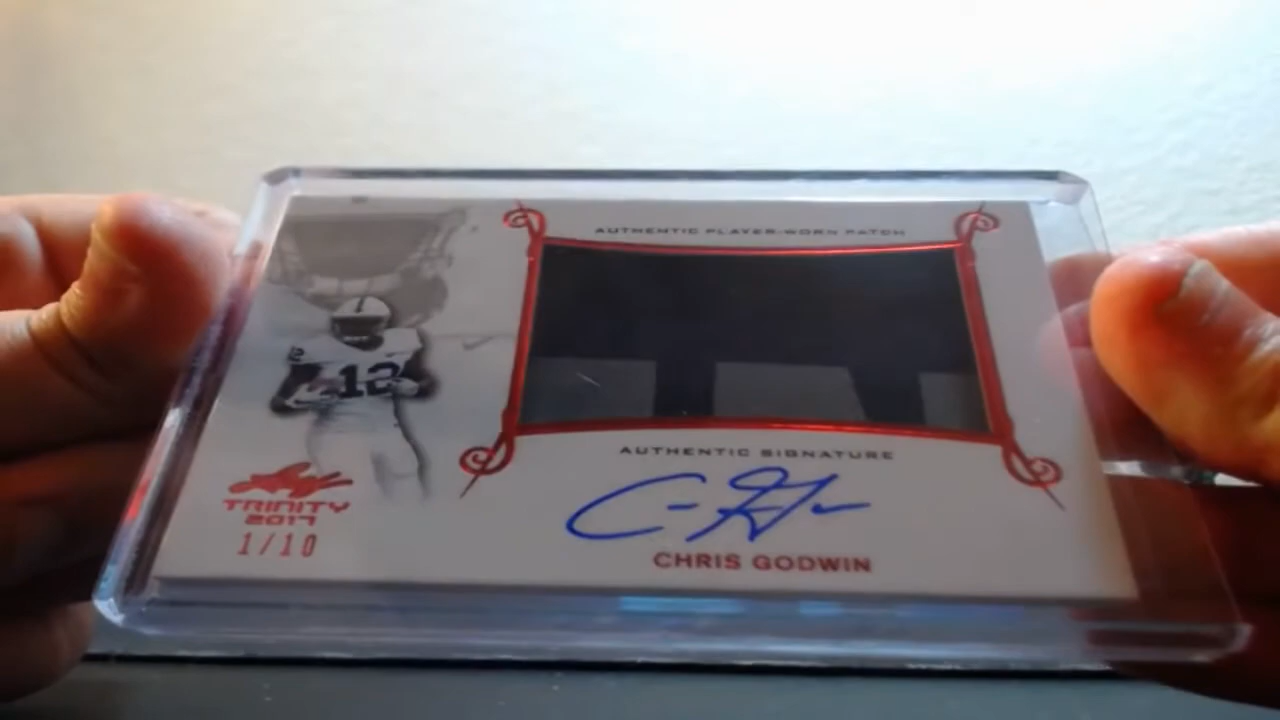 AUTHENTIC PLAYER-WORN PATCH
12
AUTHENTIC SIGNATURE
CHRIS GODWIN
TRINITY
2017
1/10